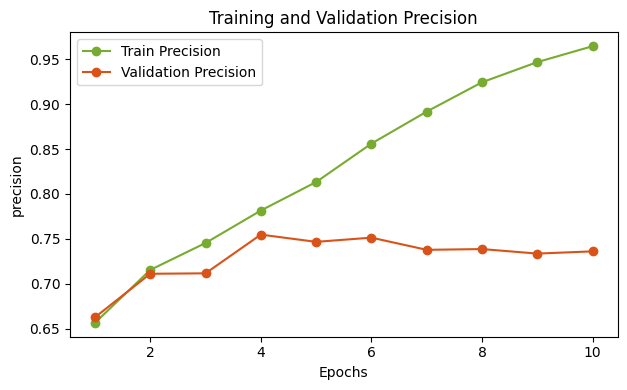 Training and Validation Precision
Train Precision
Validation Precision
0.95
0.90
0.85
0.80
0.75
0.70
0.65
precision
2 4 6 8 10
Epochs